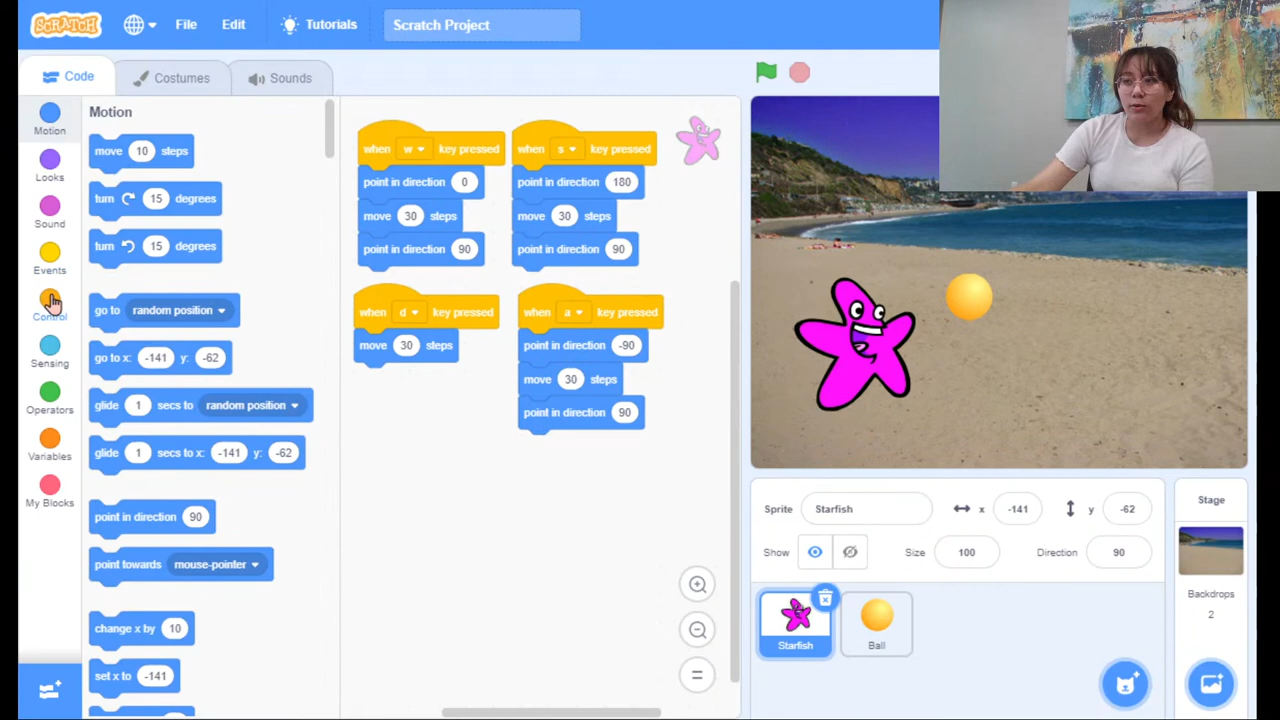 SCRATCH File Edit Tutorials Scratch Project
Code Costumes Sounds
Motion
Looks
Sound
Events
Control
Sensing
Operators
Variables
My Blocks
Motion
move 10 steps
turn 15 degrees
turn 15 degrees
go to random position
go to x: -141 y: -62
glide 1 secs to random position
glide 1 secs to x: -141 y: -62
point in direction 90
point towards mouse-pointer
change x by 10
set x to -141
when w key pressed
point in direction 0
move 30 steps
point in direction 90
when s key pressed
point in direction 180
move 30 steps
point in direction 90
when d key pressed
move 30 steps
when a key pressed
point in direction -90
move 30 steps
point in direction 90
Sprite Starfish x -141 y -62
Show Size 100 Direction 90
Starfish
Ball
Stage
Backdrops
2